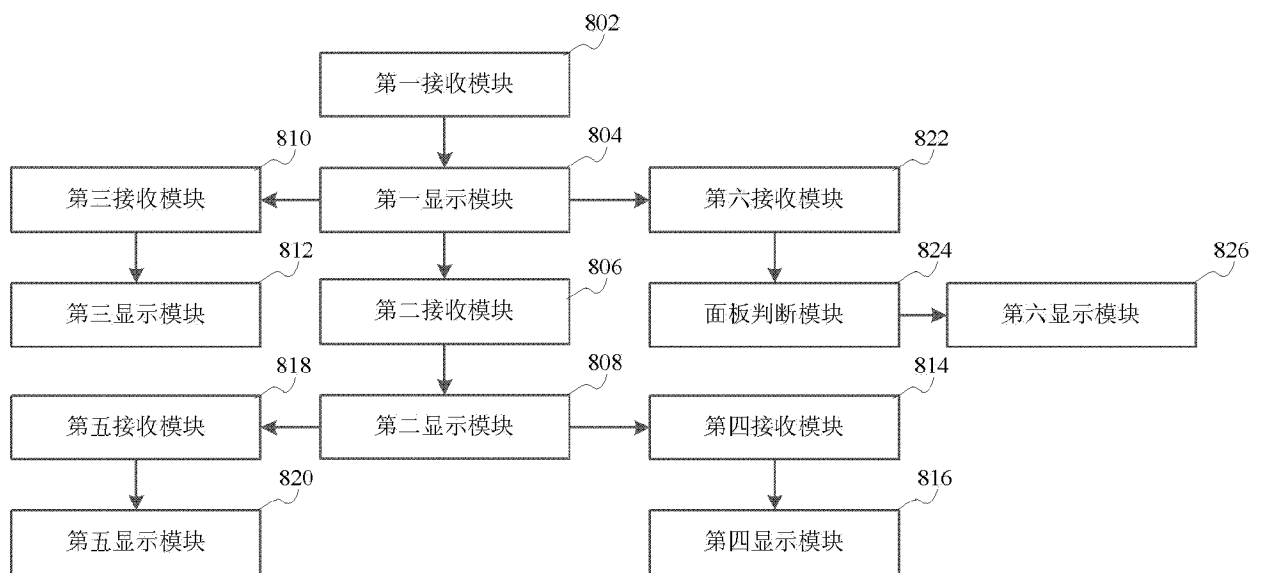 802
第一接收模块
810
804
822
第三接收模块
第一显示模块
第六接收模块
812
806
824
826
第三显示模块
第二接收模块
面板判断模块
第六显示模块
818
808
814
第五接收模块
第二显示模块
第四接收模块
820
816
第五显示模块
第四显示模块